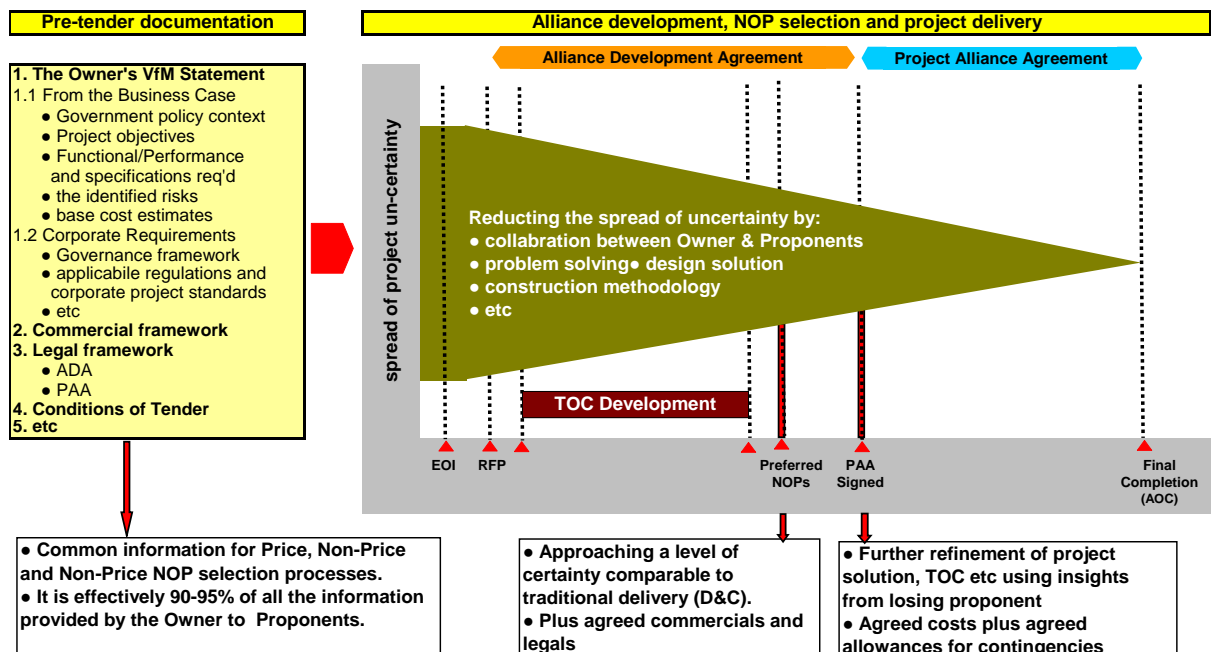 Pre-tender documentation
1. The Owner's VfM Statement
1.1 From the Business Case
● Government policy context
● Project objectives
● Functional/Performance
and specifications req'd
● the identified risks
● base cost estimates
1.2 Corporate Requirements
● Governance framework
● applicabile regulations and
corporate project standards
● etc
2. Commercial framework
3. Legal framework
● ADA
● PAA
4. Conditions of Tender
5. etc
● Common information for Price, Non-Price
and Non-Price NOP selection processes.
● It is effectively 90-95% of all the information
provided by the Owner to Proponents.
Alliance development, NOP selection and project delivery
Alliance Development Agreement
Project Alliance Agreement
spread of project un-certainty
Reducting the spread of uncertainty by:
● collabration between Owner & Proponents
● problem solving● design solution
● construction methodology
● etc
TOC Development
EOI
RFP
Preferred
NOPs
PAA
Signed
Final
Completion
(AOC)
● Approaching a level of
certainty comparable to
traditional delivery (D&C).
● Plus agreed commercials and
legals
● Further refinement of project
solution, TOC etc using insights
from losing proponent
● Agreed costs plus agreed
allowances for contingencies